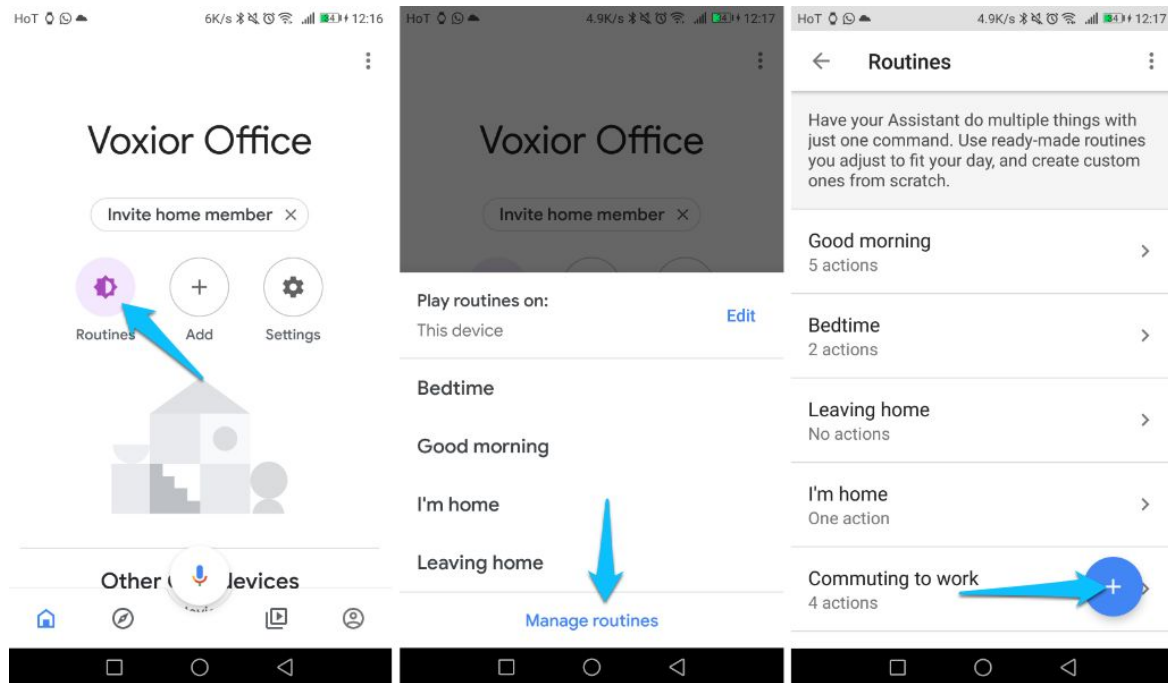 HoT 6K/s 34 12:16
Voxior Office
Invite home member
Routines Add Settings
Other devices
HoT 4.9K/s 34 12:17
Voxior Office
Invite home member
Play routines on:
This device
Edit
Bedtime
Good morning
I'm home
Leaving home
Manage routines
HoT 4.9K/s 34 12:17
Routines
Have your Assistant do multiple things with
just one command. Use ready-made routines
you adjust to fit your day, and create custom
ones from scratch.
Good morning
5 actions
Bedtime
2 actions
Leaving home
No actions
I'm home
One action
Commuting to work
4 actions